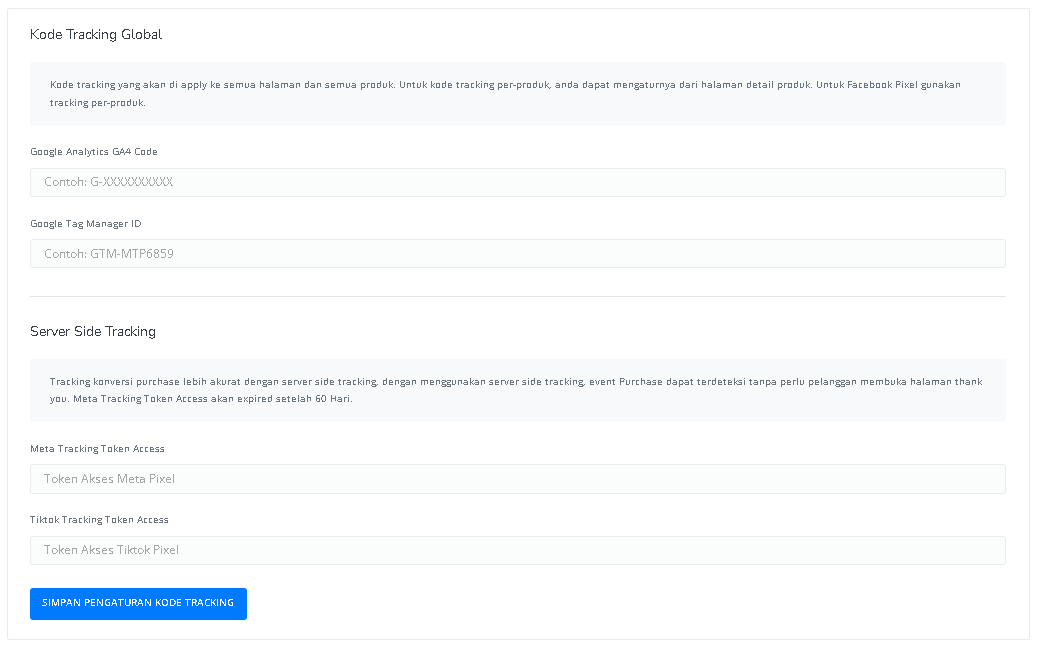 Kode Tracking Global
Kode tracking yang akan di apply ke semua halaman dan semua produk. Untuk kode tracking per-produk, anda dapat mengaturnya dari halaman detail produk. Untuk Facebook Pixel gunakan
tracking per-produk.
Google Analytics GA4 Code
Contoh: G-XXXXXXXXXX
Google Tag Manager ID
Contoh: GTM-MTP6859
Server Side Tracking
Tracking konversi purchase lebih akurat dengan server side tracking, dengan menggunakan server side tracking, event Purchase dapat terdeteksi tanpa perlu pelanggan membuka halaman thank
you. Meta Tracking Token Access akan expired setelah 60 Hari.
Meta Tracking Token Access
Token Akses Meta Pixel
Tiktok Tracking Token Access
Token Akses Tiktok Pixel
SIMPAN PENGATURAN KODE TRACKING